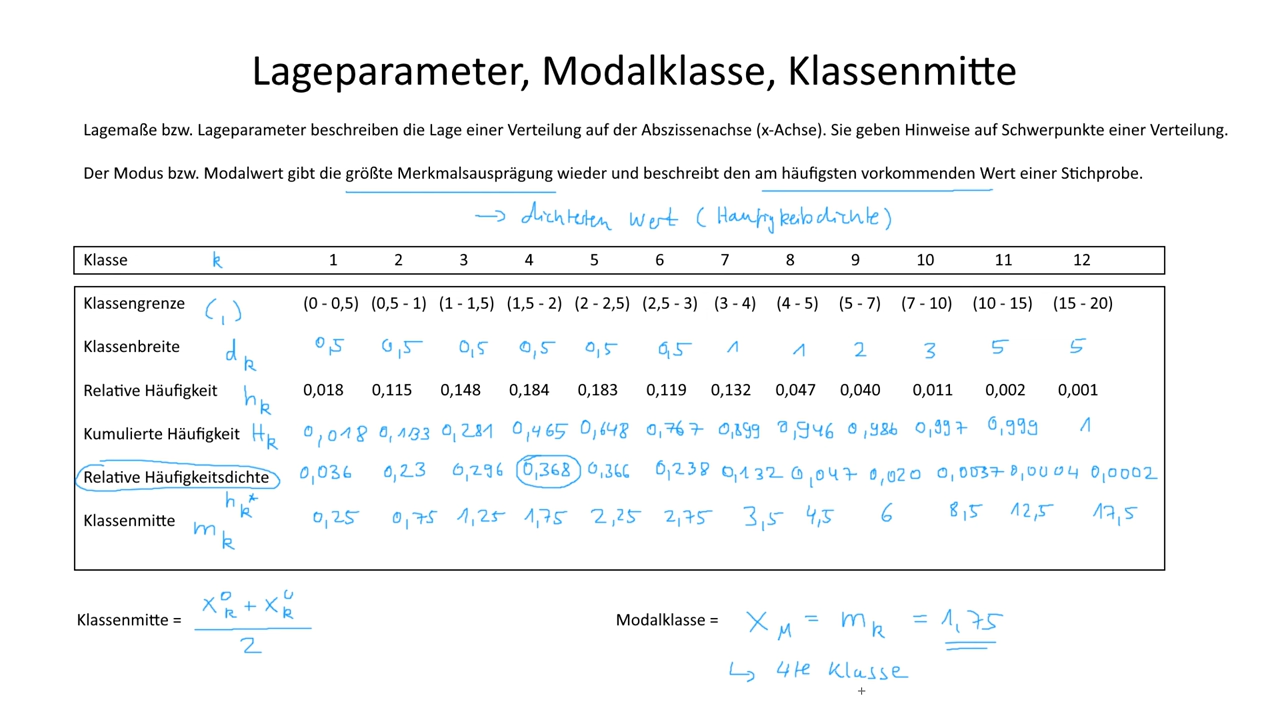 Lageparameter, Modalklasse, Klassenmitte
Lagemaße bzw. Lageparameter beschreiben die Lage einer Verteilung auf der Abszissenachse (x-Achse). Sie geben Hinweise auf Schwerpunkte einer Verteilung.
Der Modus bzw. Modalwert gibt die größte Merkmalsausprägung wieder und beschreibt den am häufigsten vorkommenden Wert einer Stichprobe.
→ dichtesten Wert (Häufigkeitsdichte)
Klasse k 1 2 3 4 5 6 7 8 9 10 11 12
Klassengrenze ( , ) (0 - 0,5) (0,5 - 1) (1 - 1,5) (1,5 - 2) (2 - 2,5) (2,5 - 3) (3 - 4) (4 - 5) (5 - 7) (7 - 10) (10 - 15) (15 - 20)
Klassenbreite d_k 0,5 0,5 0,5 0,5 0,5 0,5 1 1 2 3 5 5
Relative Häufigkeit h_k 0,018 0,115 0,148 0,184 0,183 0,119 0,132 0,047 0,040 0,011 0,002 0,001
Kumulierte Häufigkeit H_k 0,018 0,133 0,281 0,465 0,648 0,767 0,899 0,946 0,986 0,997 0,999 1
Relative Häufigkeitsdichte h_k* 0,036 0,23 0,296 0,368 0,366 0,238 0,132 0,047 0,020 0,0037 0,0004 0,0002
Klassenmitte m_k 0,25 0,75 1,25 1,75 2,25 2,75 3,5 4,5 6 8,5 12,5 17,5
Klassenmitte = (x_k^o + x_k^u) / 2
Modalklasse = x_M = m_k = 1,75
↳ 4te Klasse